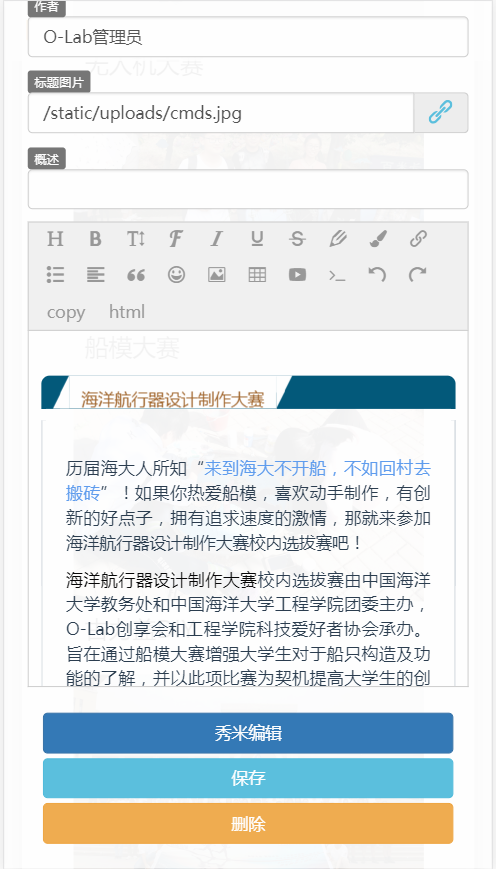 作者
O-Lab管理员
无人机大赛
标题图片
/static/uploads/cmds.jpg
概述
copy html
船模大赛
海洋航行器设计制作大赛
历届海大人所知“来到海大不开船，不如回村去
搬砖”！如果你热爱船模，喜欢动手制作，有创
新的好点子，拥有追求速度的激情，那就来参加
海洋航行器设计制作大赛校内选拔赛吧！
海洋航行器设计制作大赛校内选拔赛由中国海洋
大学教务处和中国海洋大学工程学院团委主办，
O-Lab创享会和工程学院科技爱好者协会承办。
旨在通过船模大赛增强大学生对于船只构造及功
能的了解，并以此项比赛为契机提高大学生的创
秀米编辑
保存
删除